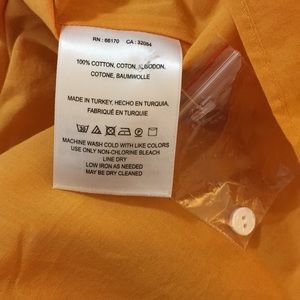 RN : 66170 CA : 32084
100% COTTON, COTON, ALGODON,
COTONE, BAUMWOLLE
MADE IN TURKEY, HECHO EN TURQUIA,
FABRIQUÉ EN TURQUIE
MACHINE WASH COLD WITH LIKE COLORS
USE ONLY NON-CHLORINE BLEACH
LINE DRY
LOW IRON AS NEEDED
MAY BE DRY CLEANED